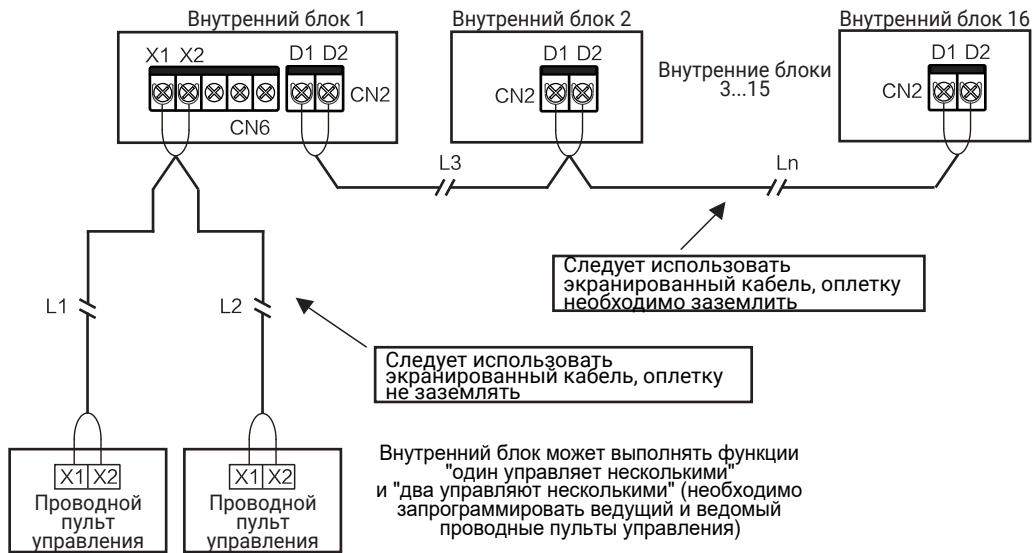 Внутренний блок 1
Внутренний блок 2
Внутренний блок 16
X1 X2
D1 D2
CN2
CN6
D1 D2
CN2
Внутренние блоки
3...15
D1 D2
CN2
L3
Ln
Следует использовать
экранированный кабель, оплетку
необходимо заземлить
L1
L2
Следует использовать
экранированный кабель, оплетку
не заземлять
X1 X2
Проводной
пульт
управления
X1 X2
Проводной
пульт
управления
Внутренний блок может выполнять функции
"один управляет несколькими"
и "два управляют несколькими" (необходимо
запрограммировать ведущий и ведомый
проводные пульты управления)